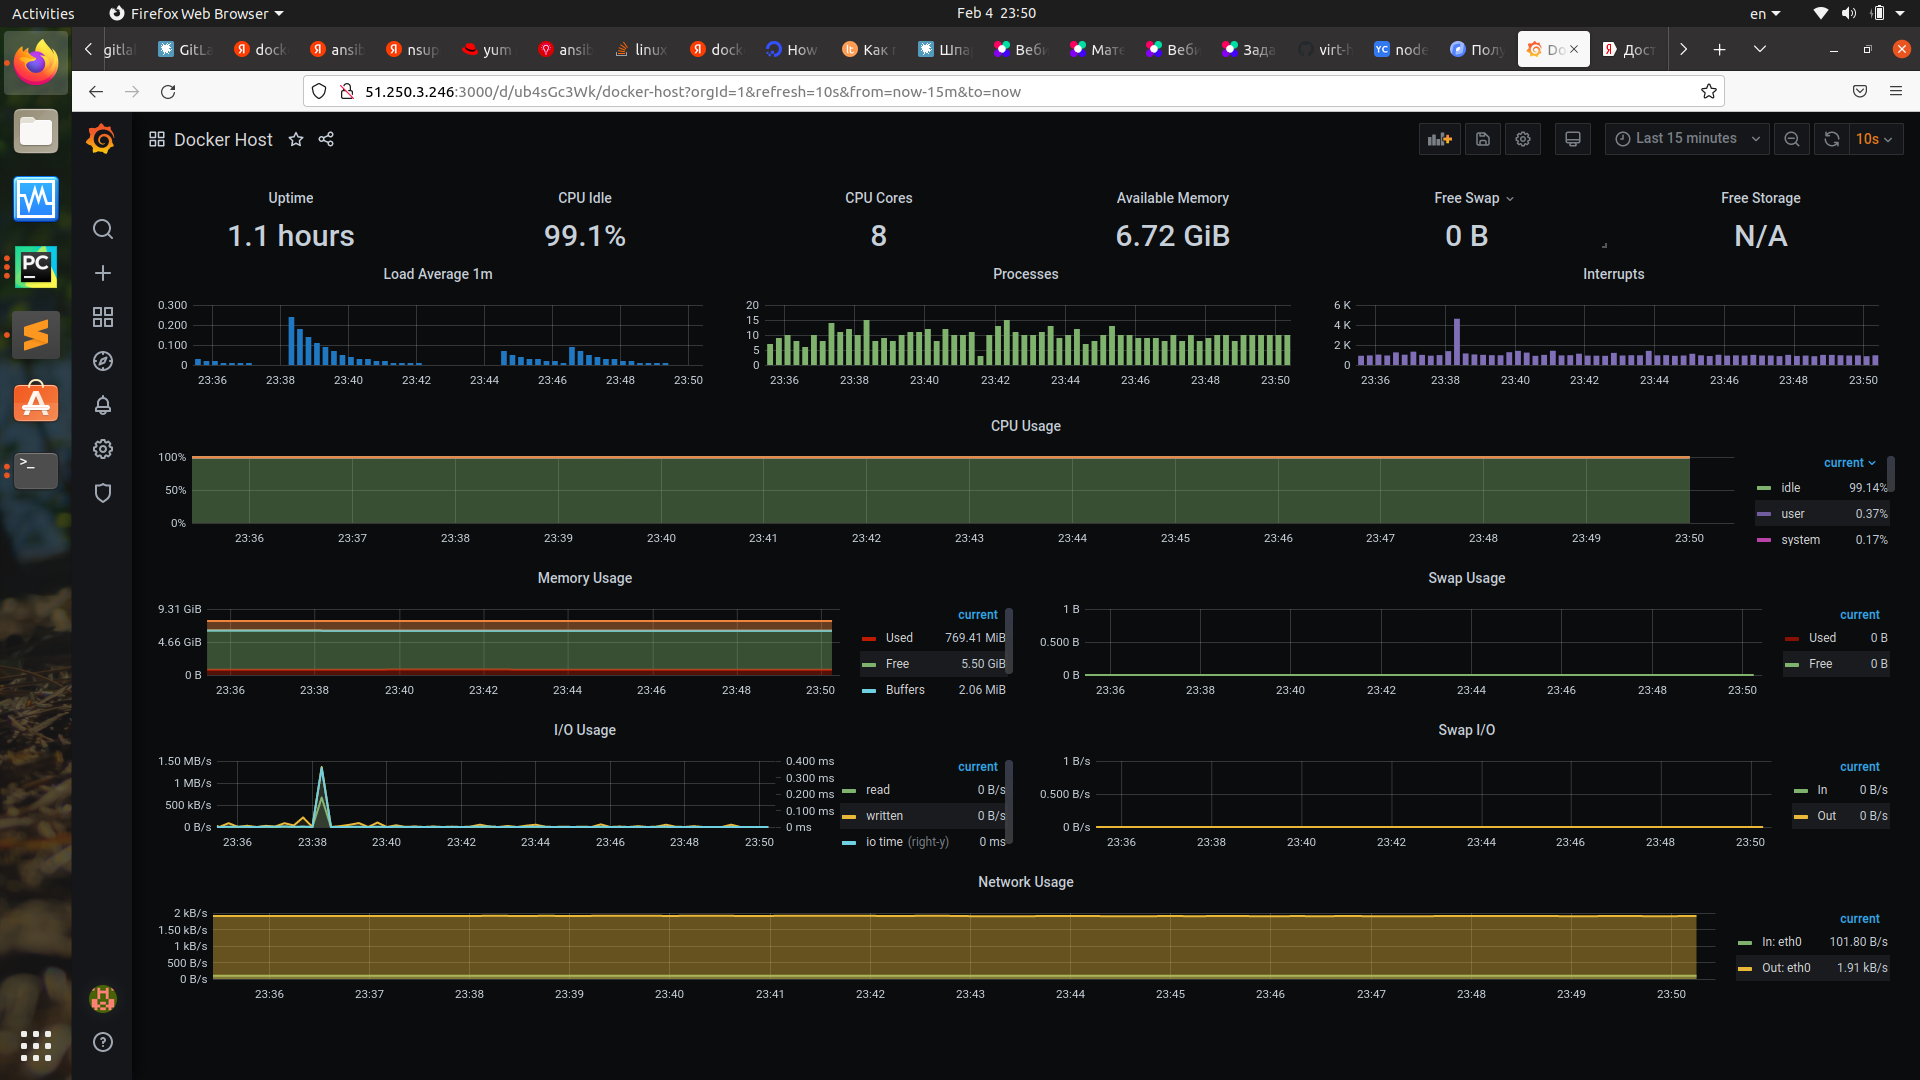 Activities Firefox Web Browser Feb 4 23:50 en
gitlab GitLa dock ansib nsup yum ansib linux dock How Как Шпа Веби Мате Веби Зада virt-h node Полу Do Дост
51.250.3.246:3000/d/ub4sGc3Wk/docker-host?orgId=1&refresh=10s&from=now-15m&to=now
Docker Host Last 15 minutes 10s
Uptime CPU Idle CPU Cores Available Memory Free Swap Free Storage
1.1 hours 99.1% 8 6.72 GiB 0 B N/A
Load Average 1m
0.300
0.200
0.100
0
23:36 23:38 23:40 23:42 23:44 23:46 23:48 23:50
Processes
20
15
10
5
0
23:36 23:38 23:40 23:42 23:44 23:46 23:48 23:50
Interrupts
6 K
4 K
2 K
0
23:36 23:38 23:40 23:42 23:44 23:46 23:48 23:50
CPU Usage
100%
50%
0%
23:36 23:37 23:38 23:39 23:40 23:41 23:42 23:43 23:44 23:45 23:46 23:47 23:48 23:49 23:50
current
idle 99.14%
user 0.37%
system 0.17%
Memory Usage
9.31 GiB
4.66 GiB
0 B
23:36 23:38 23:40 23:42 23:44 23:46 23:48 23:50
current
Used 769.41 MiB
Free 5.50 GiB
Buffers 2.06 MiB
Swap Usage
1 B
0.500 B
0 B
23:36 23:38 23:40 23:42 23:44 23:46 23:48 23:50
current
Used 0 B
Free 0 B
I/O Usage
1.50 MB/s
1 MB/s
500 kB/s
0 B/s
0.400 ms
0.300 ms
0.200 ms
0.100 ms
0 ms
23:36 23:38 23:40 23:42 23:44 23:46 23:48 23:50
current
read 0 B/s
written 0 B/s
io time (right-y) 0 ms
Swap I/O
1 B/s
0.500 B/s
0 B/s
23:36 23:38 23:40 23:42 23:44 23:46 23:48 23:50
current
In 0 B/s
Out 0 B/s
Network Usage
2 kB/s
1.50 kB/s
1 kB/s
500 B/s
0 B/s
23:36 23:37 23:38 23:39 23:40 23:41 23:42 23:43 23:44 23:45 23:46 23:47 23:48 23:49 23:50
current
In: eth0 101.80 B/s
Out: eth0 1.91 kB/s